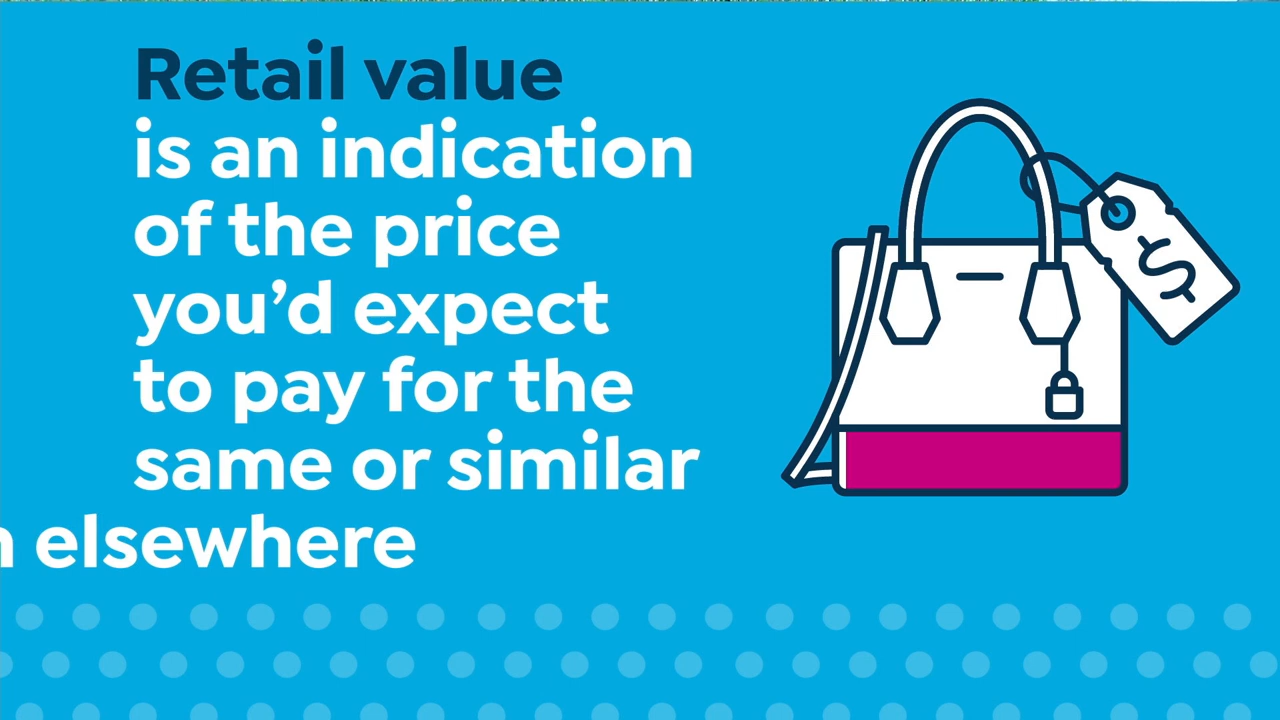 Retail value
is an indication
of the price
you’d expect
to pay for the
same or similar
elsewhere
$